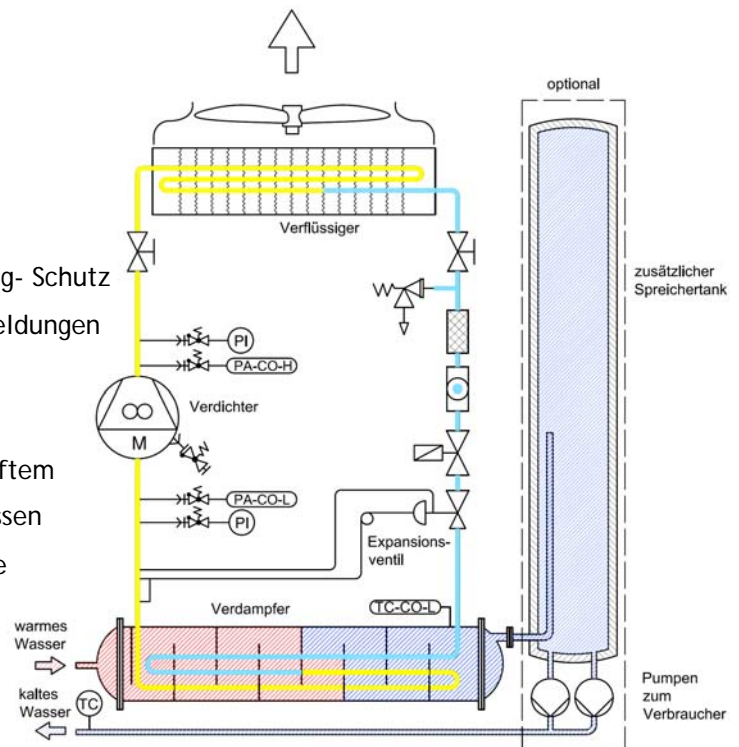 optional
Verflüssiger
zusätzlicher
Spreichertank
g- Schutz
eldungen
PI
PA-CO-H
Verdichter
M
ftem
ssen
e
PA-CO-L
PI
Expansions-
ventil
Verdampfer
TC-CO-L
warmes
Wasser
kaltes
Wasser
TC
Pumpen
zum
Verbraucher